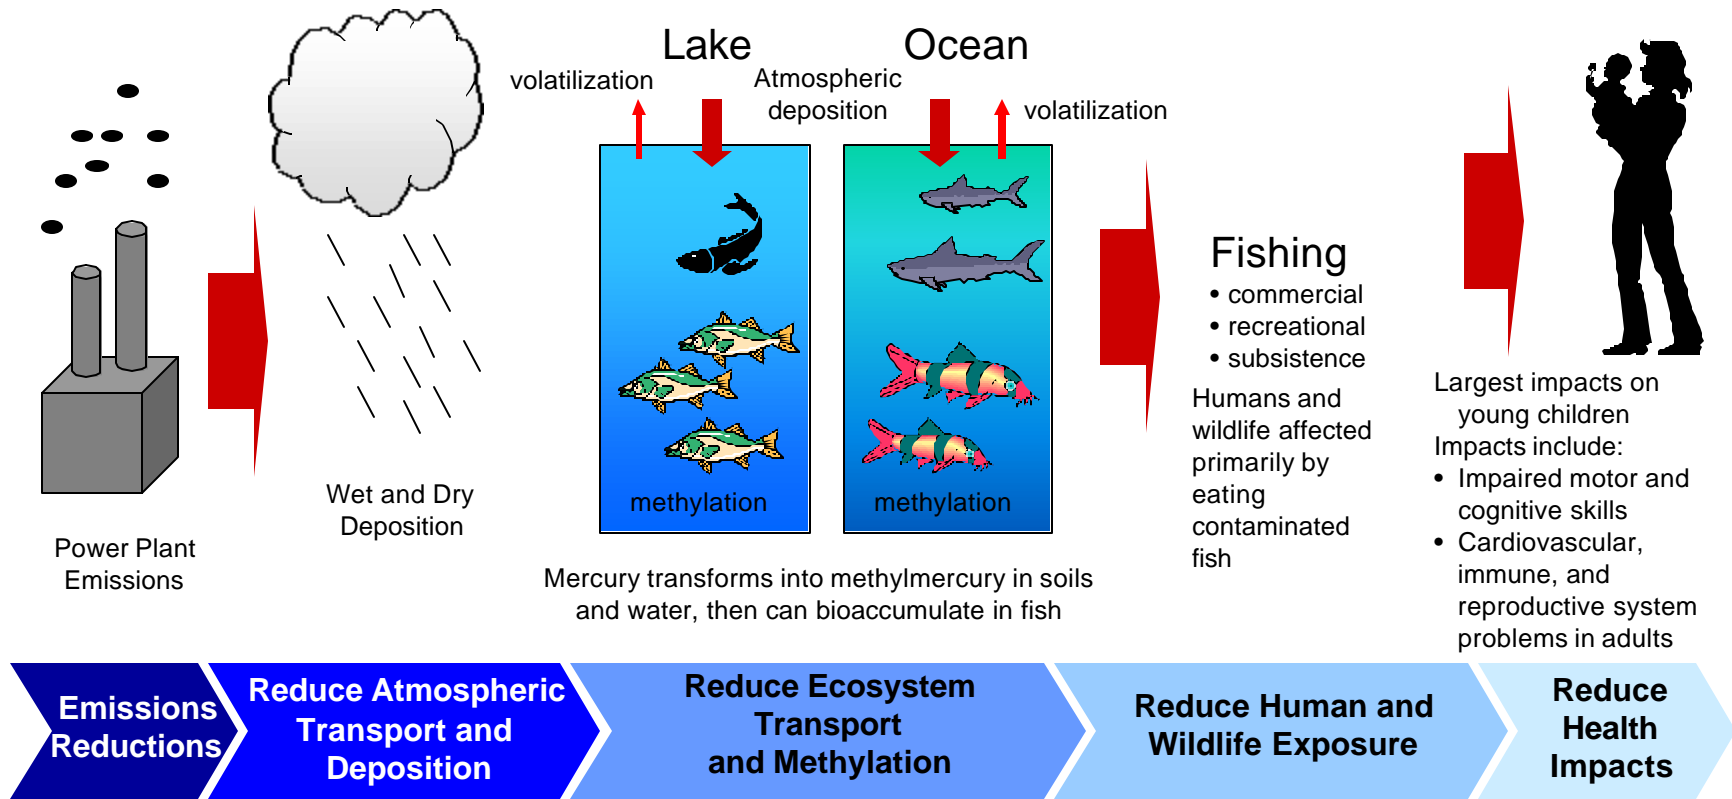 Lake
Ocean
volatilization
Atmospheric
deposition
volatilization
methylation
methylation
Power Plant
Emissions
Wet and Dry
Deposition
Mercury transforms into methylmercury in soils
and water, then can bioaccumulate in fish
Fishing
• commercial
• recreational
• subsistence
Humans and
wildlife affected
primarily by
eating
contaminated
fish
Largest impacts on
young children
Impacts include:
• Impaired motor and
cognitive skills
• Cardiovascular,
immune, and
reproductive system
problems in adults
Emissions
Reductions
Reduce Atmospheric
Transport and
Deposition
Reduce Ecosystem
Transport
and Methylation
Reduce Human and
Wildlife Exposure
Reduce
Health
Impacts